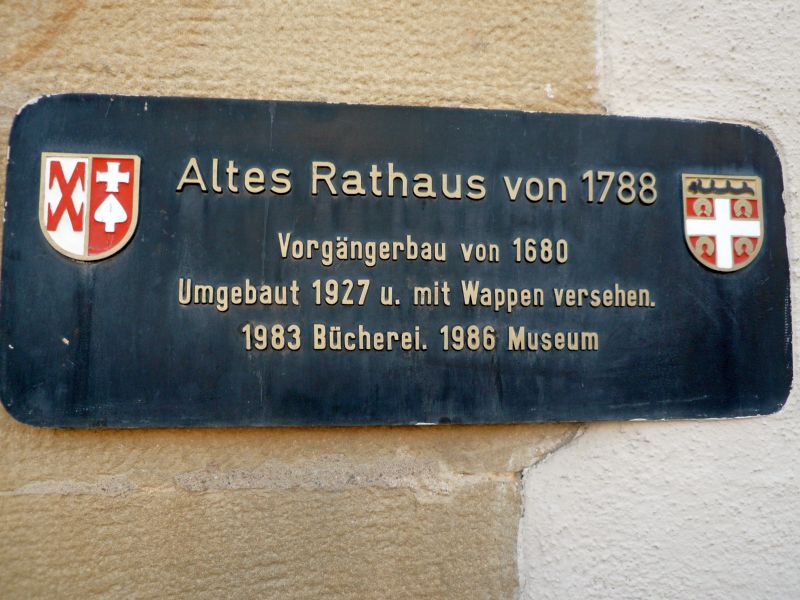 Altes Rathaus von 1788
Vorgängerbau von 1680
Umgebaut 1927 u. mit Wappen versehen.
1983 Bücherei. 1986 Museum